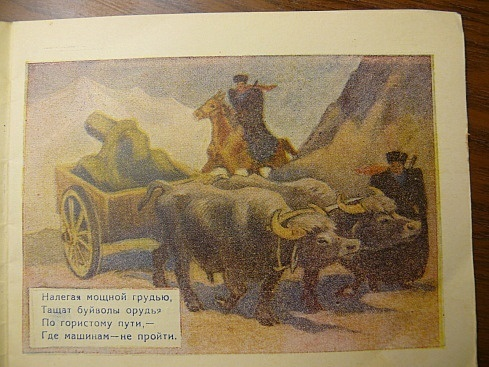 Налегая мощной грудью,
Тащат буйволы орудья
По гористому пути,—
Где машинам—не пройти.